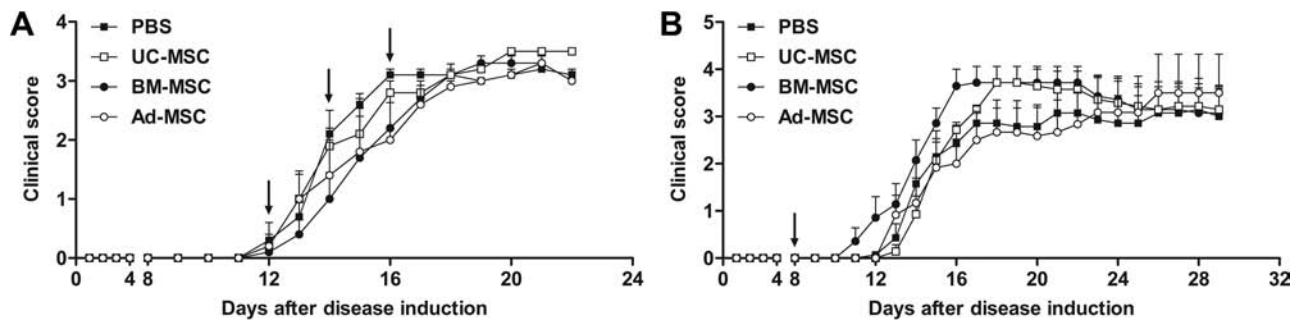 A
Clinical score
4
3
2
1
0
PBS
UC-MSC
BM-MSC
Ad-MSC
0 4 8 12 16 20 24
Days after disease induction
B
Clinical score
5
4
3
2
1
0
PBS
UC-MSC
BM-MSC
Ad-MSC
0 4 8 12 16 20 24 28 32
Days after disease induction